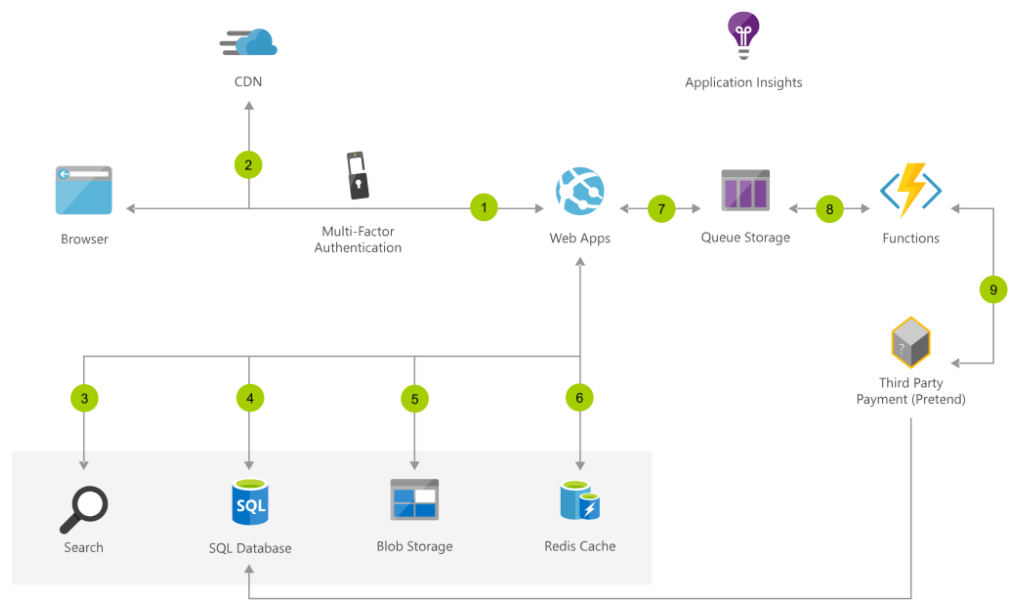 CDN
Application Insights
2
1
7
8
Browser
Multi-Factor
Authentication
Web Apps
Queue Storage
Functions
9
?
Third Party
Payment (Pretend)
3
4
5
6
SQL
Search
SQL Database
Blob Storage
Redis Cache